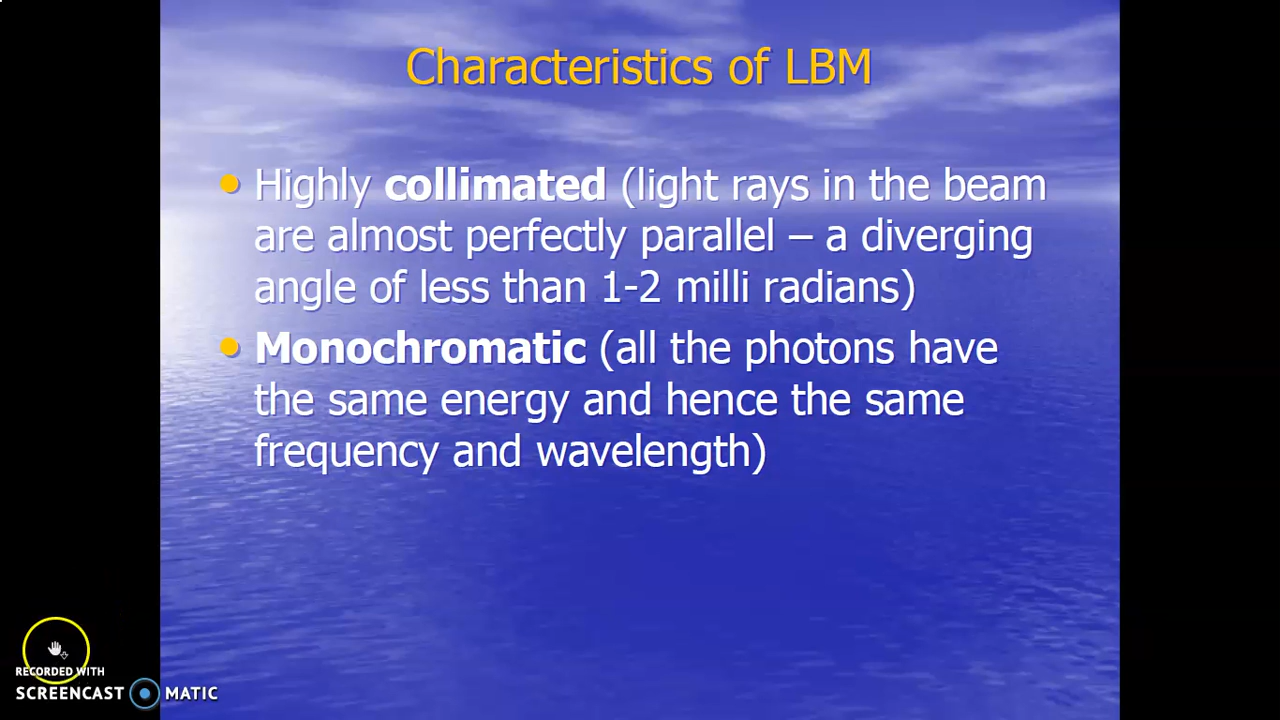 Characteristics of LBM
• Highly collimated (light rays in the beam
are almost perfectly parallel – a diverging
angle of less than 1-2 milli radians)
• Monochromatic (all the photons have
the same energy and hence the same
frequency and wavelength)
RECORDED WITH
SCREENCAST MATIC